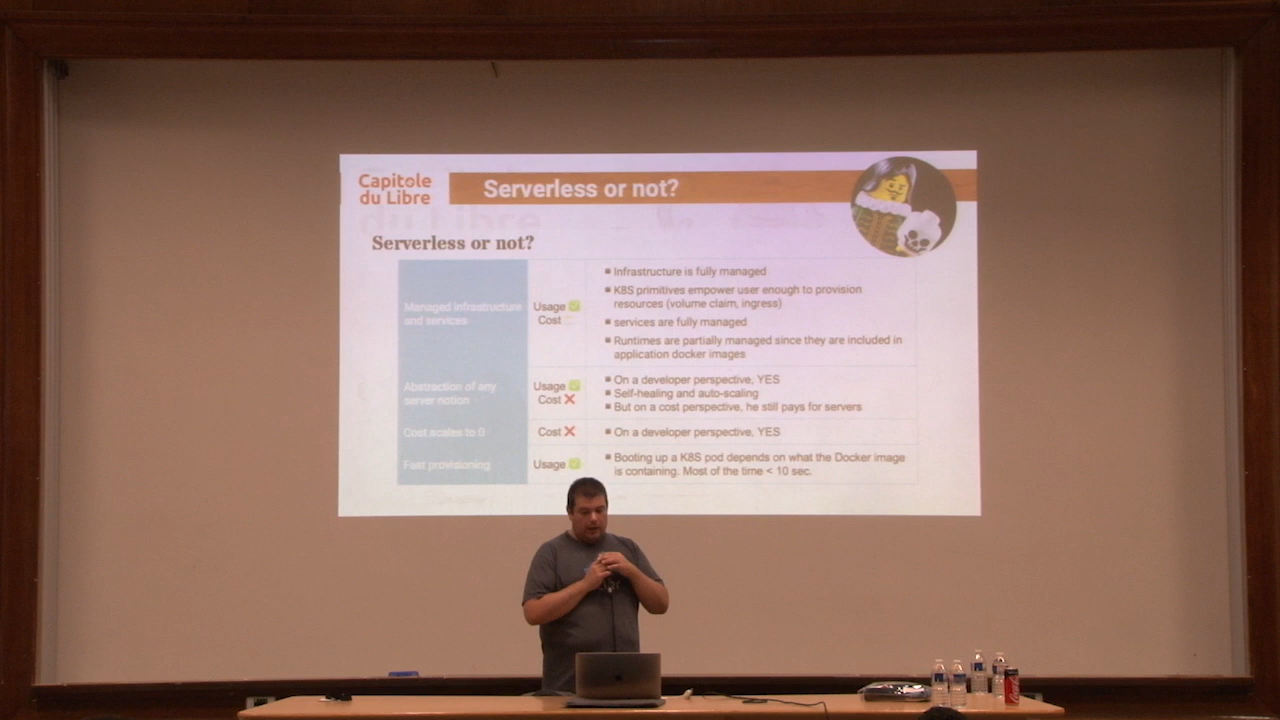 Capitole
du Libre
Serverless or not?
Serverless or not?
Managed infrastructure
and services
Usage ✅
Cost
▪ Infrastructure is fully managed
▪ K8S primitives empower user enough to provision
resources (volume claim, ingress)
▪ services are fully managed
▪ Runtimes are partially managed since they are included in
application docker images
Abstraction of any
server notion
Usage ✅
Cost ❌
▪ On a developer perspective, YES
▪ Self-healing and auto-scaling
▪ But on a cost perspective, he still pays for servers
Cost scales to 0
Cost ❌
▪ On a developer perspective, YES
Fast provisioning
Usage ✅
▪ Booting up a K8S pod depends on what the Docker image
is containing. Most of the time < 10 sec.